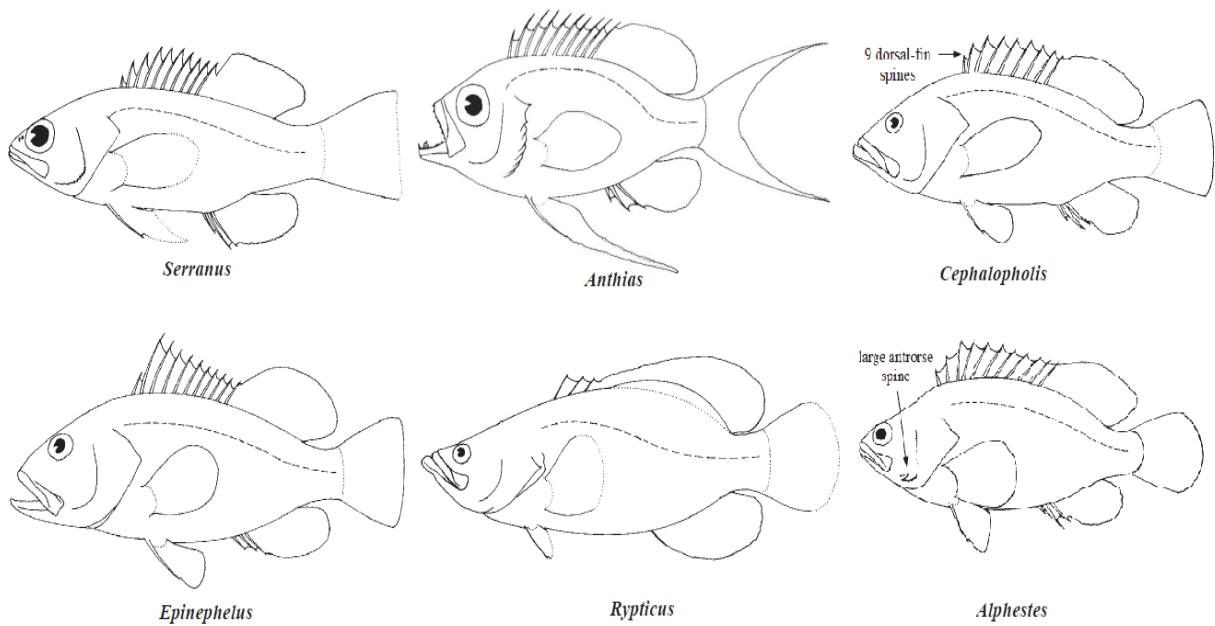 9 dorsal-fin
spines
Serranus
Anthias
Cephalopholis
large antrorse
spine
Epinephelus
Rypticus
Alphestes